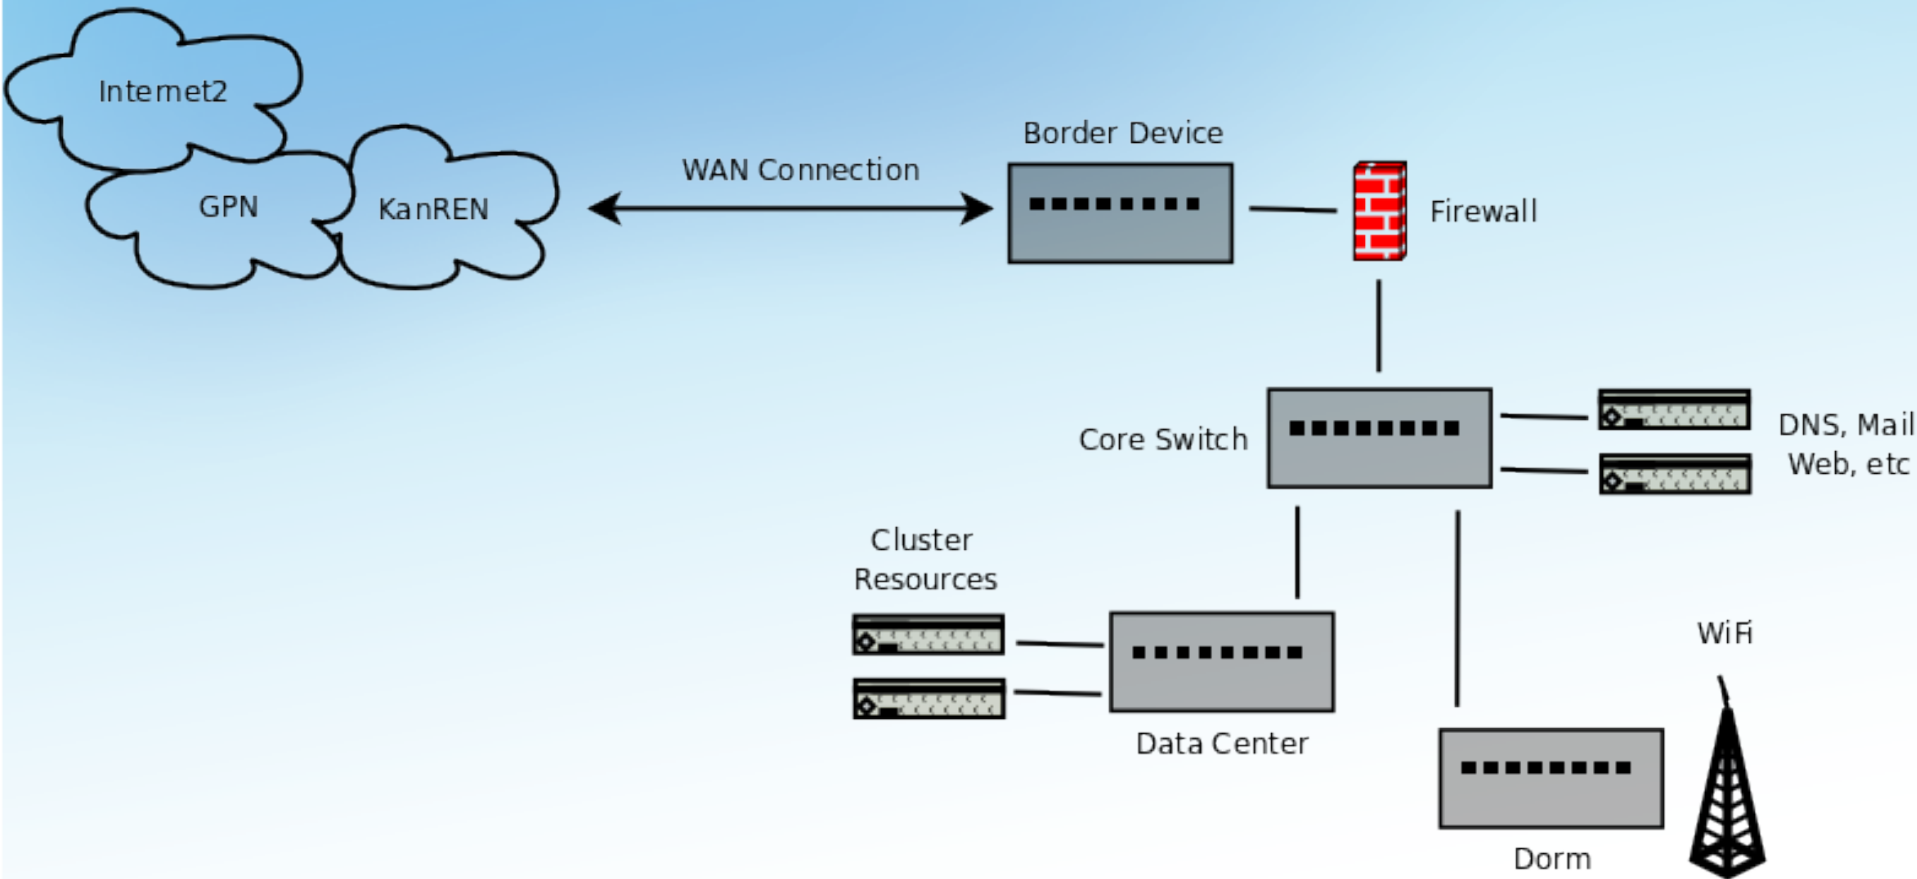 Internet2
GPN
KanREN
WAN Connection
Border Device
Firewall
Core Switch
DNS, Mail
Web, etc
Cluster
Resources
Data Center
WiFi
Dorm